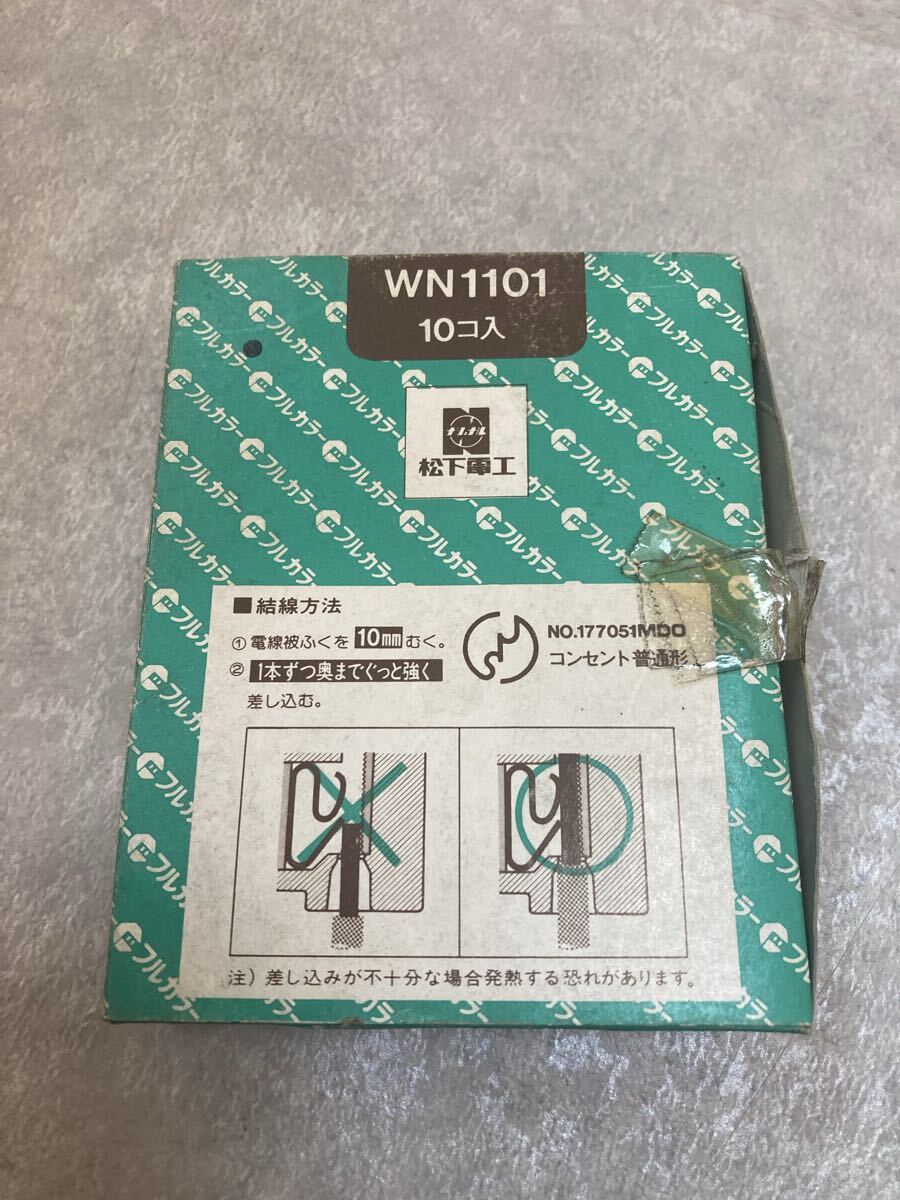 WN1101
10コ入
フルカラー
ナショナル
松下電工
■結線方法
①電線被ふくを10mmむく。
②1本ずつ奥までぐっと強く
差し込む。
NO.177051MDO
コンセント普通形
注）差し込みが不十分な場合発熱する恐れがあります。